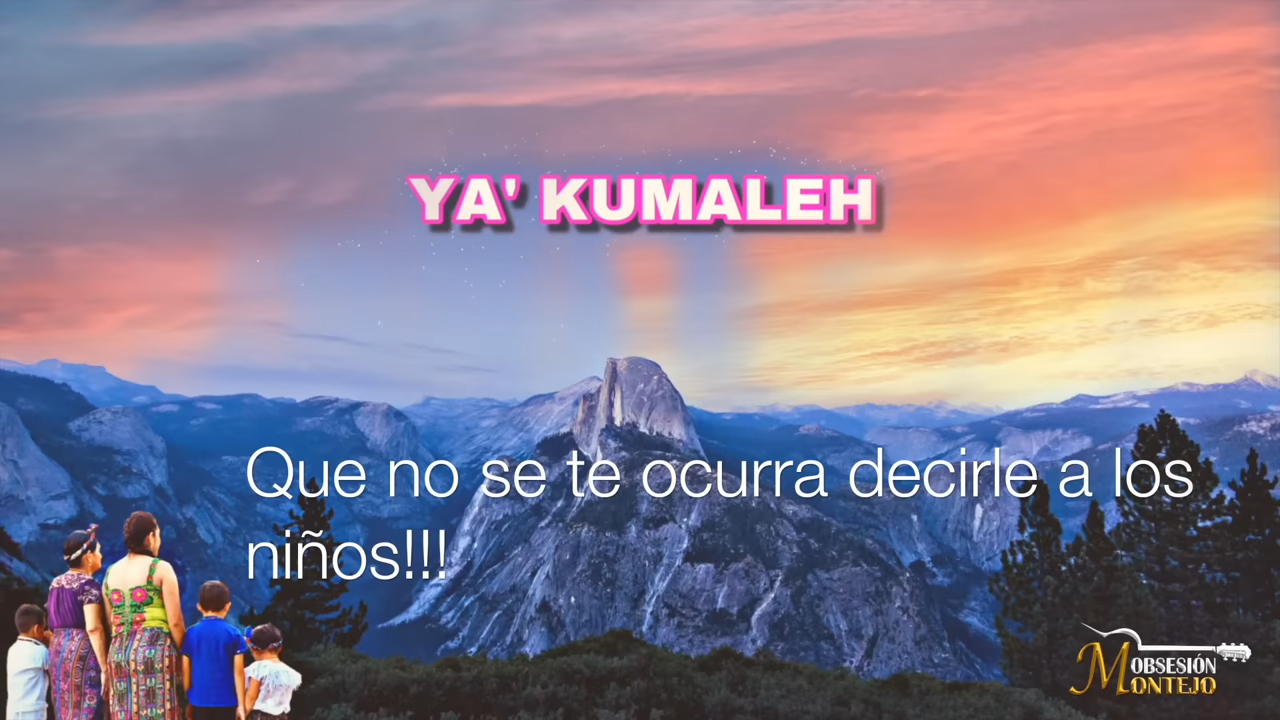 YA' KUMALEH
Que no se te ocurra decirle a los
niños!!!
OBSESIÓN
MONTEJO